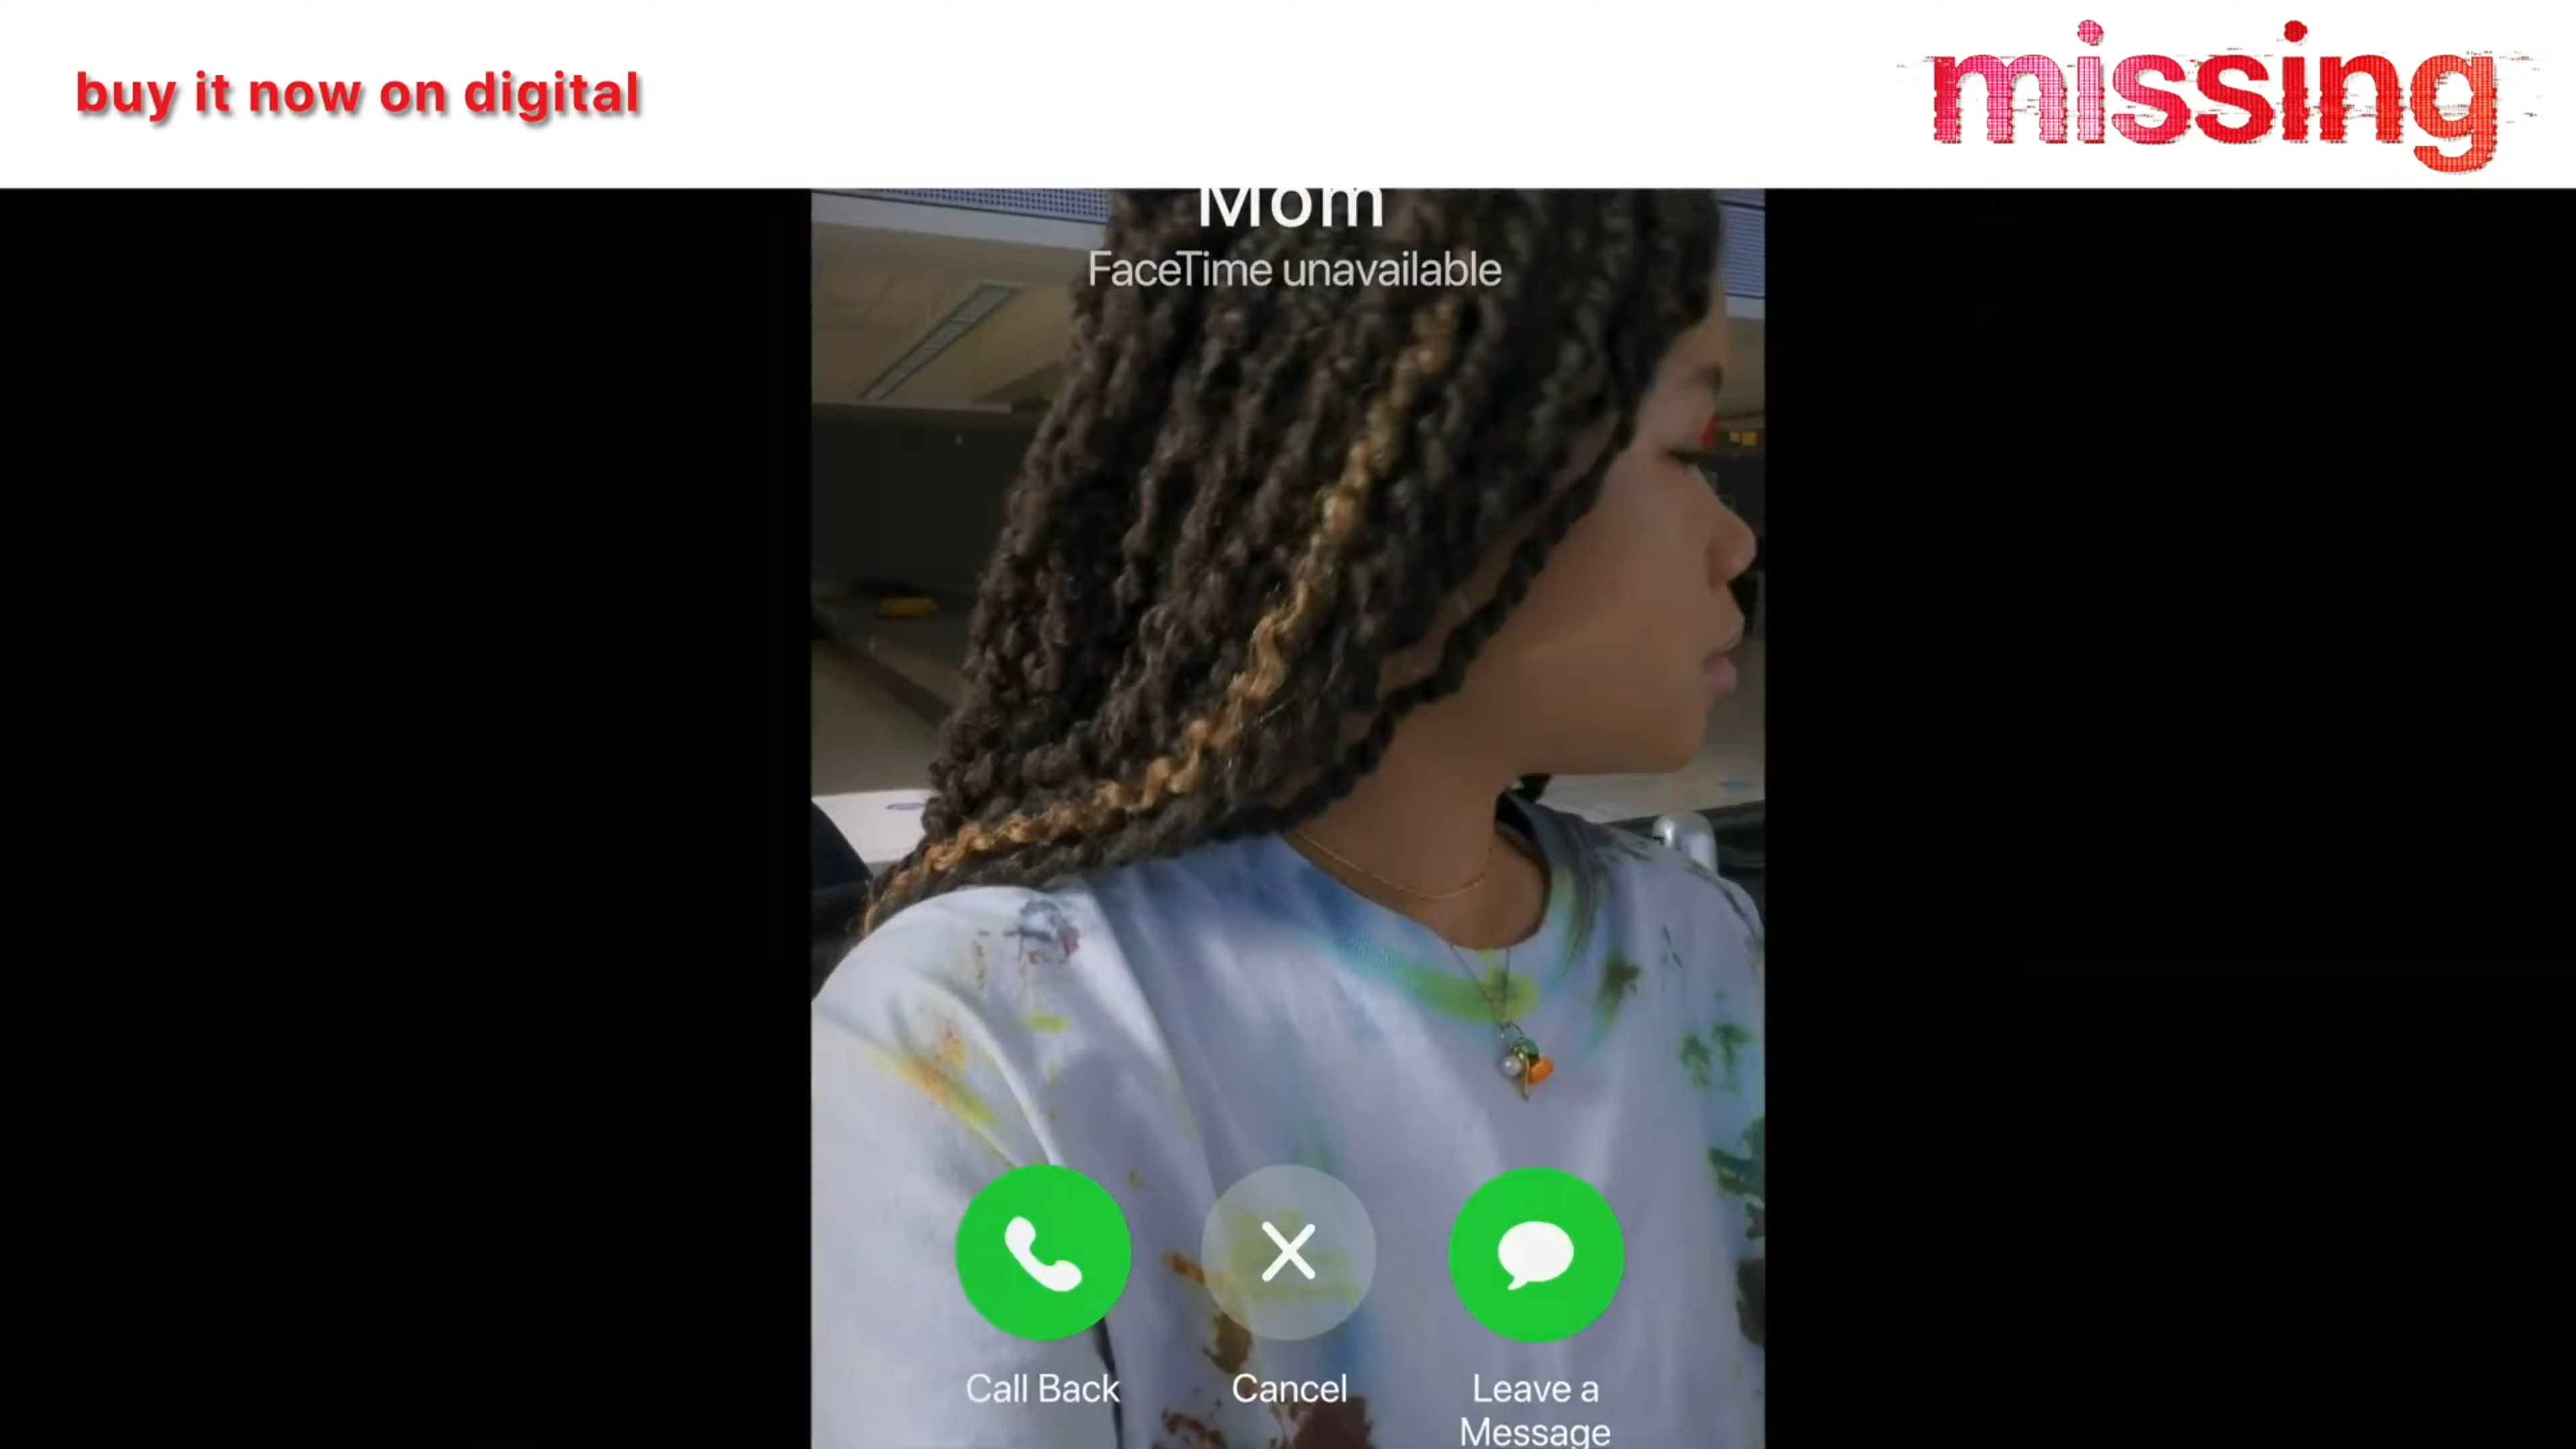 buy it now on digital
missing
Mom
FaceTime unavailable
Call Back
Cancel
Leave a
Message